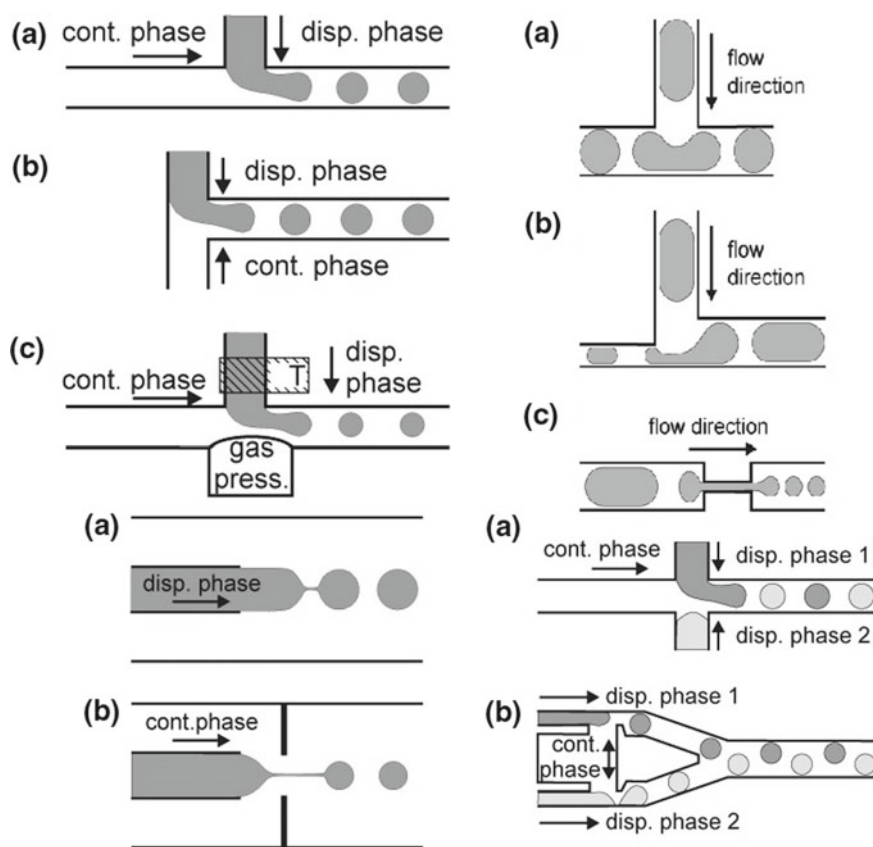 (a)
cont. phase
disp. phase
(b)
disp. phase
cont. phase
(c)
cont. phase
T
disp.
phase
gas
press.
(a)
disp. phase
(b)
cont.phase
(a)
flow
direction
(b)
flow
direction
(c)
flow direction
(a)
cont. phase
disp. phase 1
disp. phase 2
(b)
disp. phase 1
cont.
phase
disp. phase 2